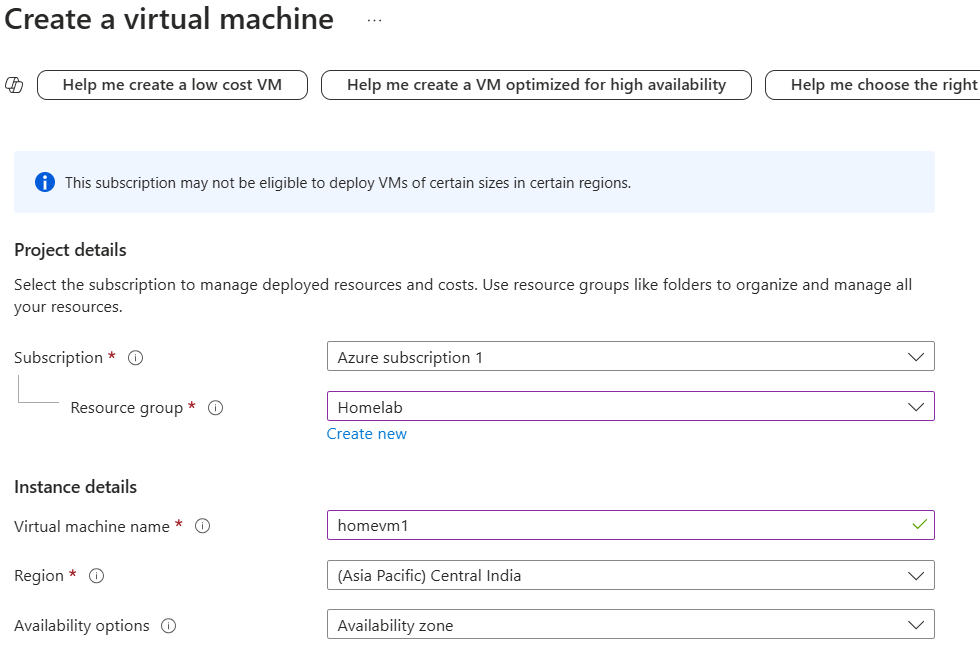 Create a virtual machine ...
Help me create a low cost VM
Help me create a VM optimized for high availability
Help me choose the right
This subscription may not be eligible to deploy VMs of certain sizes in certain regions.
Project details
Select the subscription to manage deployed resources and costs. Use resource groups like folders to organize and manage all
your resources.
Subscription *
Azure subscription 1
Resource group *
Homelab
Create new
Instance details
Virtual machine name *
homevm1
Region *
(Asia Pacific) Central India
Availability options
Availability zone